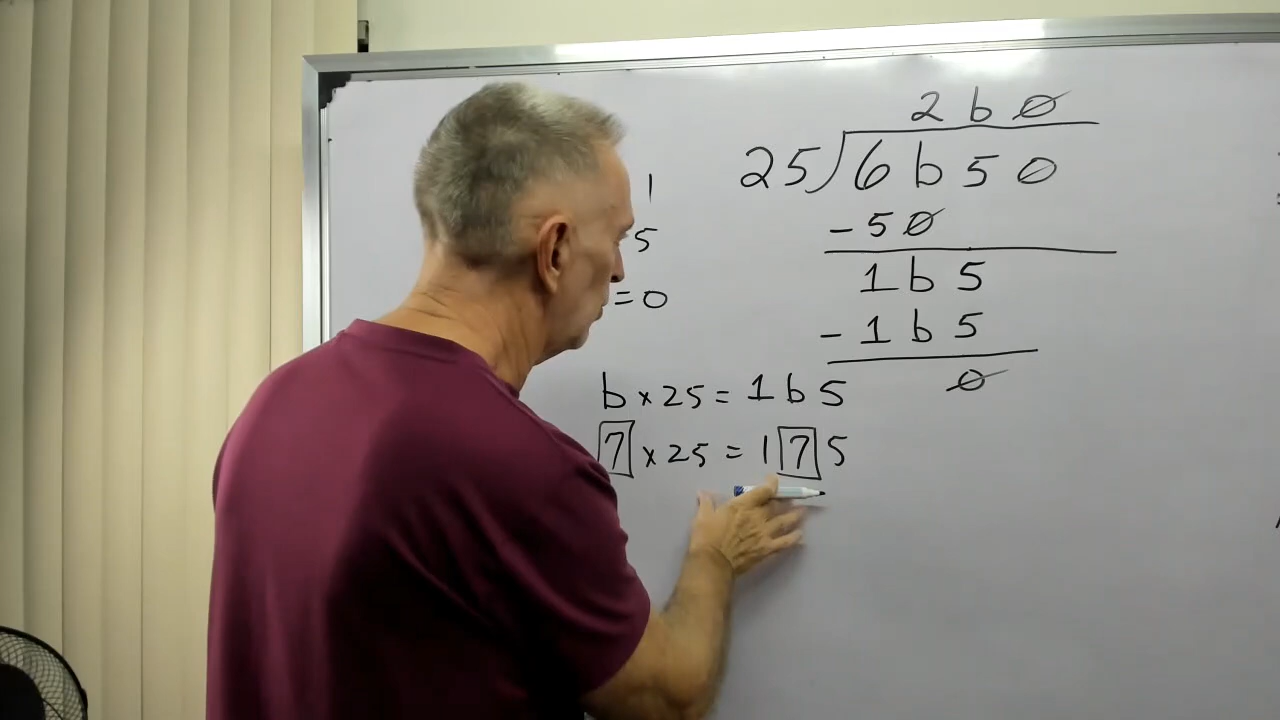 2 b 0
25)6 b 5 0
- 5 0
1 b 5
- 1 b 5
0
1
5
= 0
b × 25 = 1 b 5
7 × 25 = 1 7 5